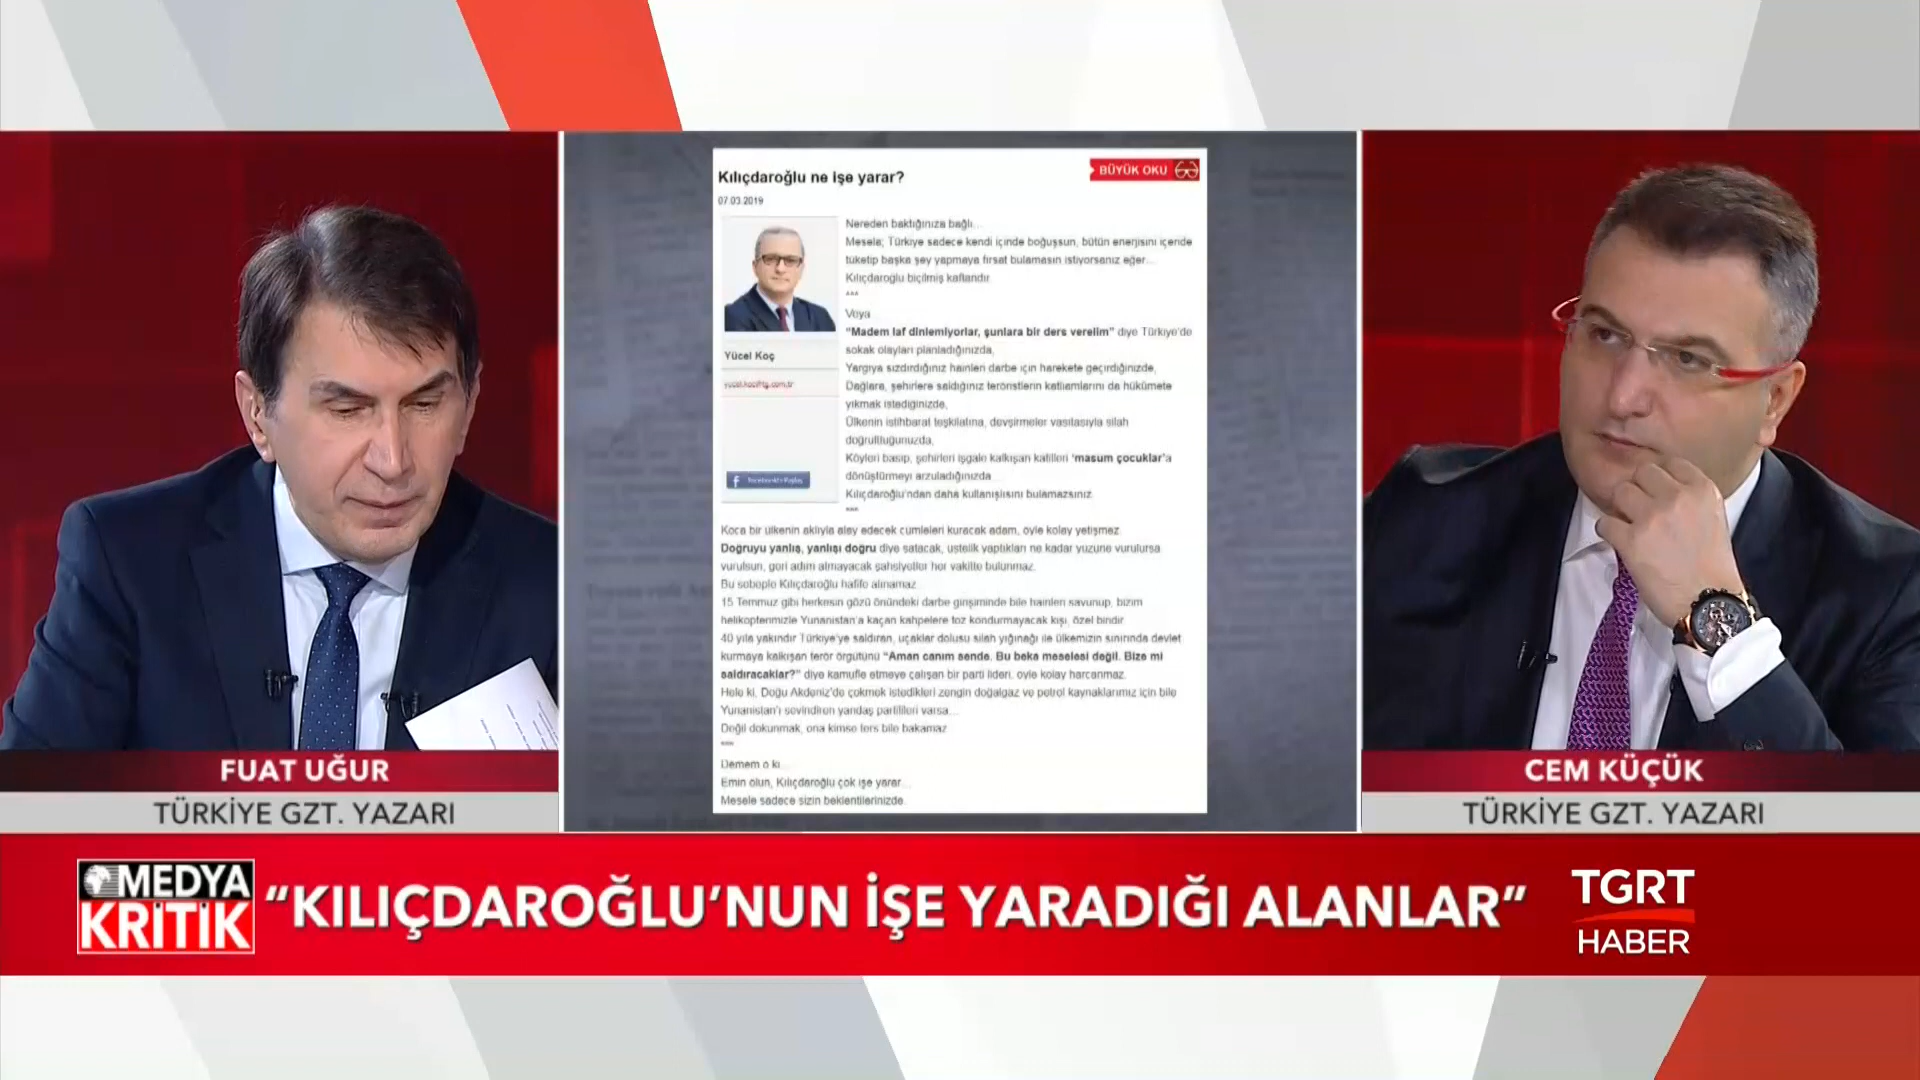 Kılıçdaroğlu ne işe yarar?
BÜYÜK OKU
07.03.2019
Yücel Koç
Nereden baktığınıza bağlı...
Mesele; Türkiye sadece kendi içinde boğuşsun, bütün enerjisini içeride
tüketip başka şey yapmaya fırsat bulamasın istiyorsanız eğer...
Kılıçdaroğlu biçilmiş kaftandır
***
Veya
“Madem laf dinlemiyorlar, şunlara bir ders verelim” diye Türkiye’de
sokak olayları planladığınızda,
Yargıya sızdırdığınız hainleri darbe için harekete geçirdiğinizde,
Dağlara, şehirlere saldığınız teröristlerin katliamlarını da hükümete
yıkmak istediğinizde,
Ülkenin istihbarat teşkilatına, devşirmeler vasıtasıyla silah
doğrulttuğunuzda,
Köyleri basıp, şehirleri işgale kalkışan katilleri ‘masum çocuklar’a
dönüştürmeyi arzuladığınızda...
Kılıçdaroğlu’ndan daha kullanışlısını bulamazsınız.
***
Koca bir ülkenin aklıyla alay edecek cümleleri kuracak adam, öyle kolay yetişmez.
Doğruyu yanlış, yanlışı doğru diye satacak, üstelik yaptıkları ne kadar yüzüne vurulursa
vurulsun, geri adım atmayacak şahsiyetler her vakitte bulunmaz.
Bu sebeple Kılıçdaroğlu hafife alınamaz.
15 Temmuz gibi herkesin gözü önündeki darbe girişiminde bile hainleri savunup, bizim
helikopterimizle Yunanistan’a kaçan kahpelere toz kondurmayacak kişi, özel biridir.
40 yıla yakındır Türkiye’ye saldıran, uçaklar dolusu silah yığınağı ile ülkemizin sınırında devlet
kurmaya kalkışan terör örgütünü “Aman canım sende. Bu beka meselesi değil. Bize mi
saldıracaklar?” diye kamufle etmeye çalışan bir parti lideri, öyle kolay harcanmaz.
Hele ki, Doğu Akdeniz’de çökmek istedikleri zengin doğalgaz ve petrol kaynaklarımız için bile
Yunanistan’ı sevindiren yandaş partilileri varsa...
Değil dokunmak, ona kimse ters bile bakamaz.
***
Demem o ki...
Emin olun, Kılıçdaroğlu çok işe yarar...
Mesele sadece sizin beklentilerinizde.
FUAT UĞUR
TÜRKİYE GZT. YAZARI
CEM KÜÇÜK
TÜRKİYE GZT. YAZARI
MEDYA
KRİTİK
“KILIÇDAROĞLU’NUN İŞE YARADIĞI ALANLAR”
TGRT
HABER